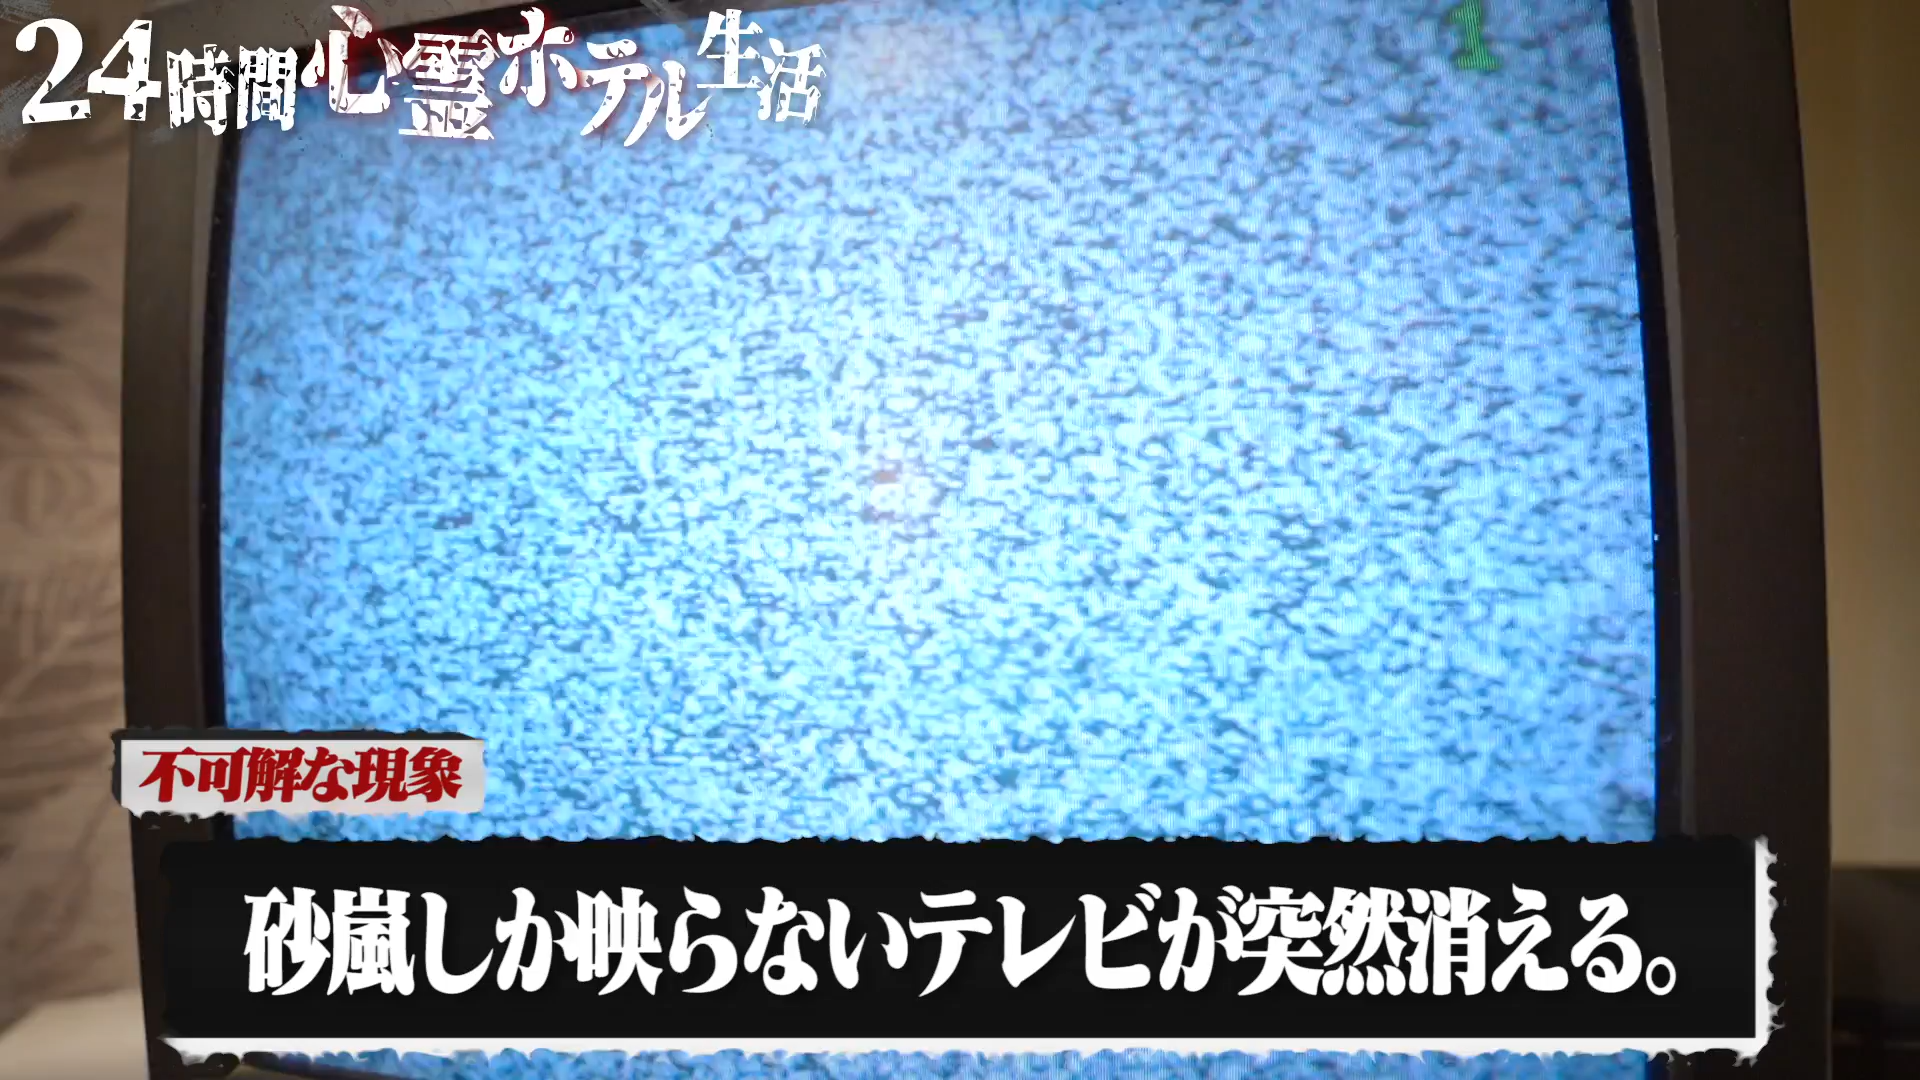 24時間心霊ホテル生活
1
不可解な現象
砂嵐しか映らないテレビが突然消える。